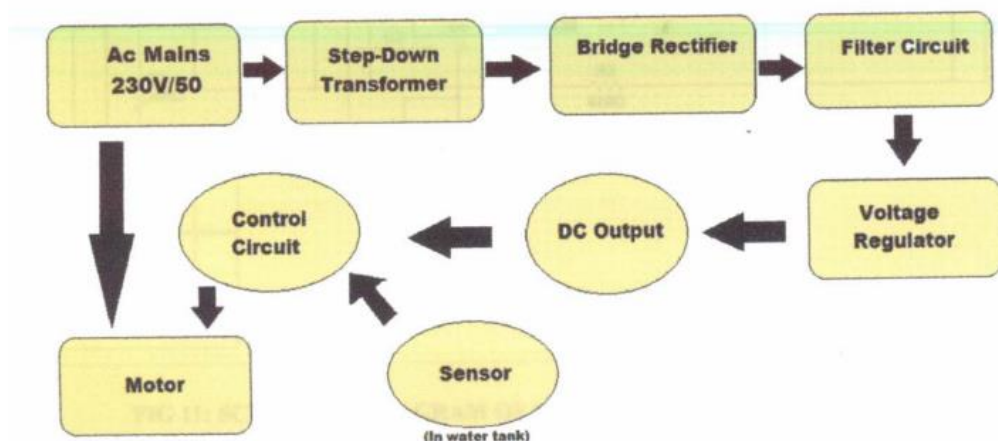 Ac Mains
230V/50
Step-Down
Transformer
Bridge Rectifier
Filter Circuit
Control
Circuit
DC Output
Voltage
Regulator
Motor
Sensor
(In water tank)